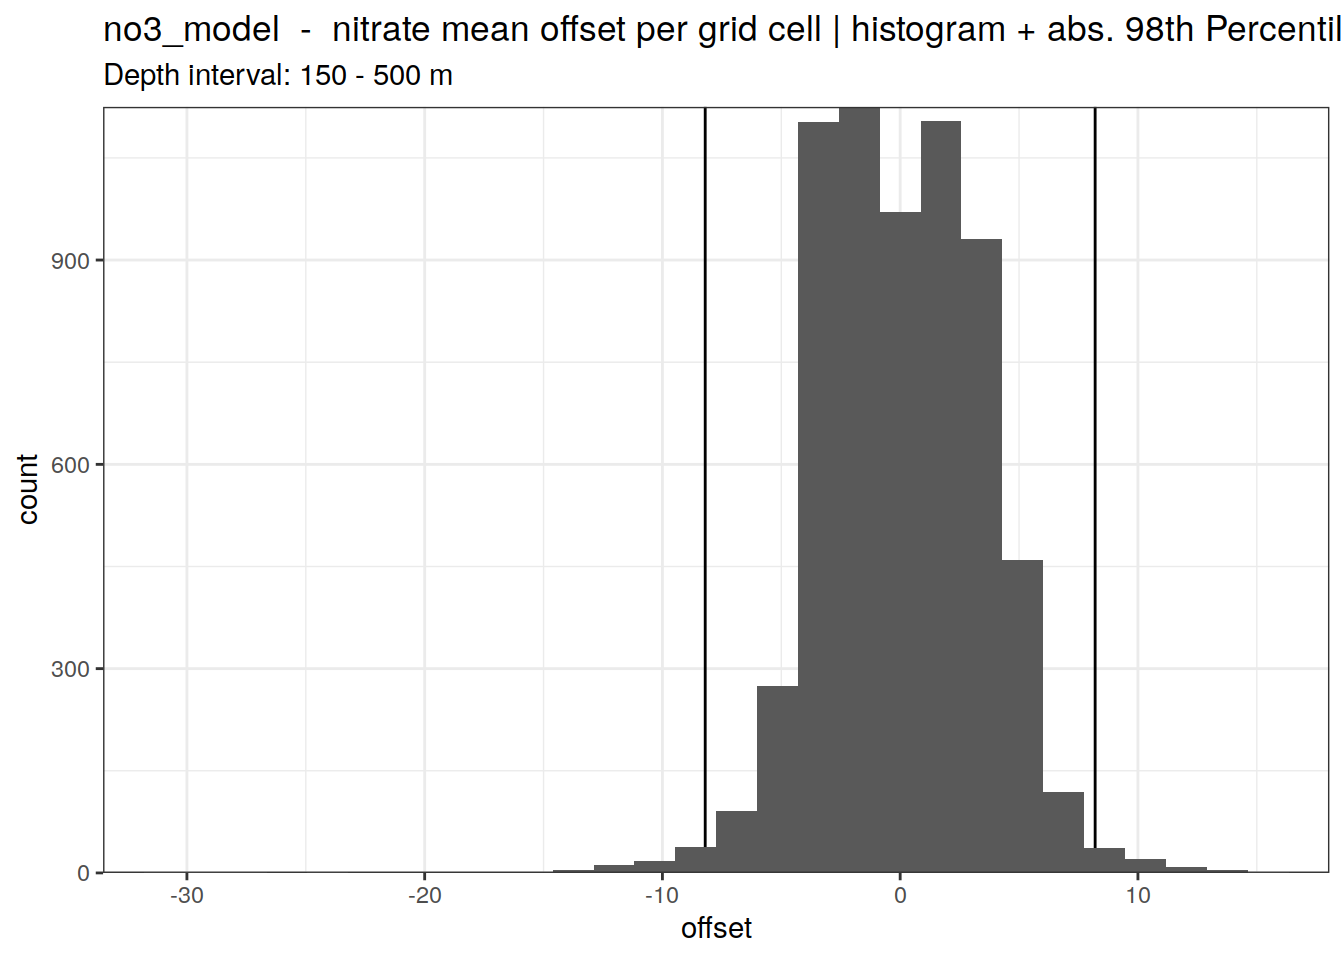 no3_model  -  nitrate mean offset per grid cell | histogram + abs. 98th Percentil
Depth interval: 150 - 500 m
900
600
300
0
count
-30
-20
-10
0
10
offset